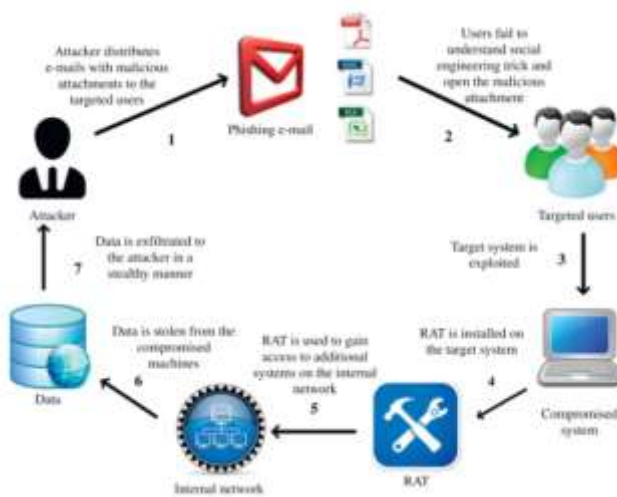 Attacker distributes
e-mails with malicious
attachments to the
targeted users
1
Phishing e-mail
Users fail to
understand social
engineering trick and
open the malicious
attachment
2
Attacker
Targeted users
Target system is
exploited
3
7
Data is exfiltrated to
the attacker in a
stealthy manner
RAT is installed on
the target system
4
Compromised
system
Data is stolen from the
compromised
machines
6
RAT is used to gain
access to additional
systems on the internal
network
5
Data
Internal network
RAT